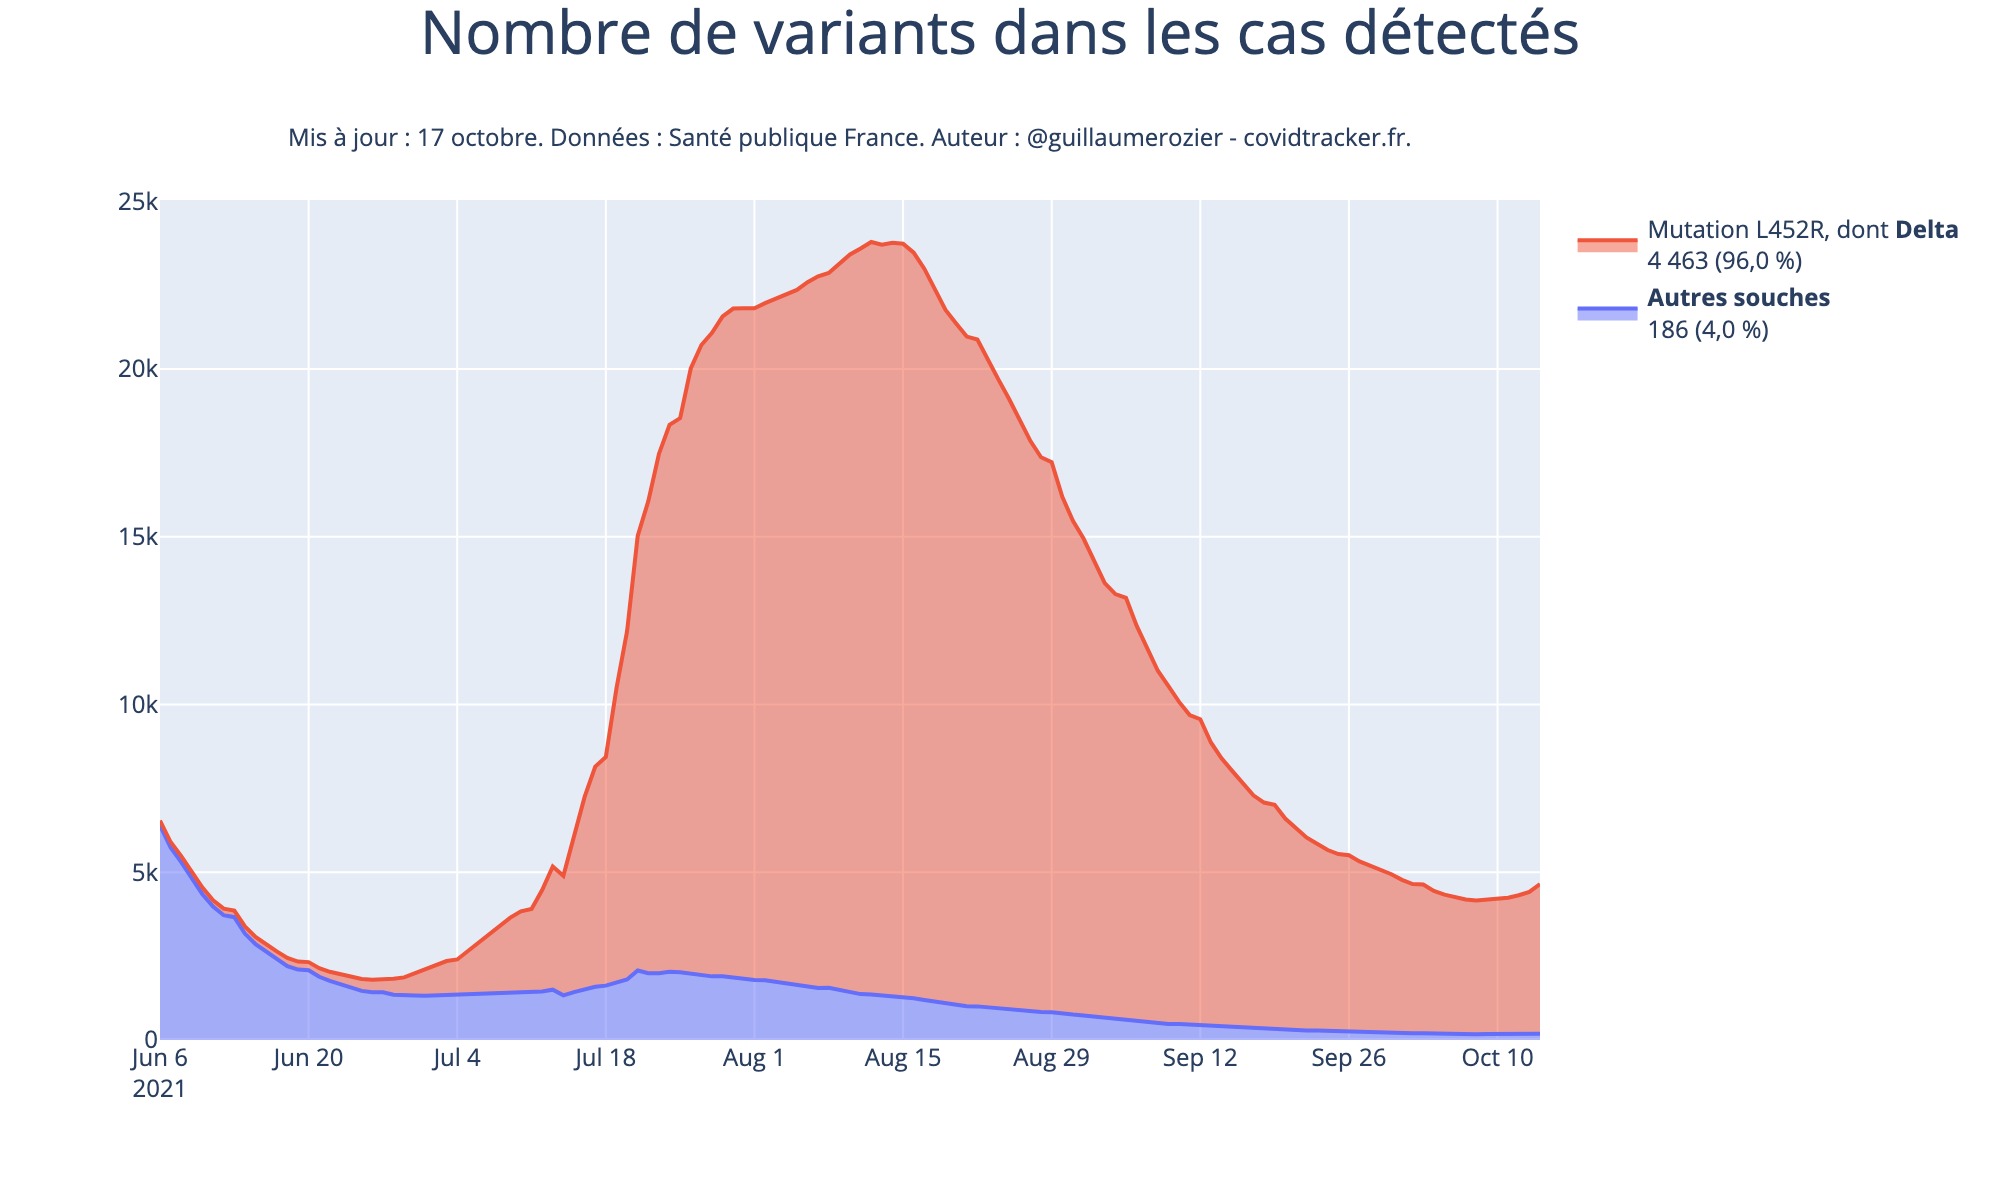 Nombre de variants dans les cas détectés
Mis à jour : 17 octobre. Données : Santé publique France. Auteur : @guillaumerozier - covidtracker.fr.
25k
20k
15k
10k
5k
0
Jun 6
2021
Jun 20
Jul 4
Jul 18
Aug 1
Aug 15
Aug 29
Sep 12
Sep 26
Oct 10
Mutation L452R, dont Delta
4 463 (96,0 %)
Autres souches
186 (4,0 %)